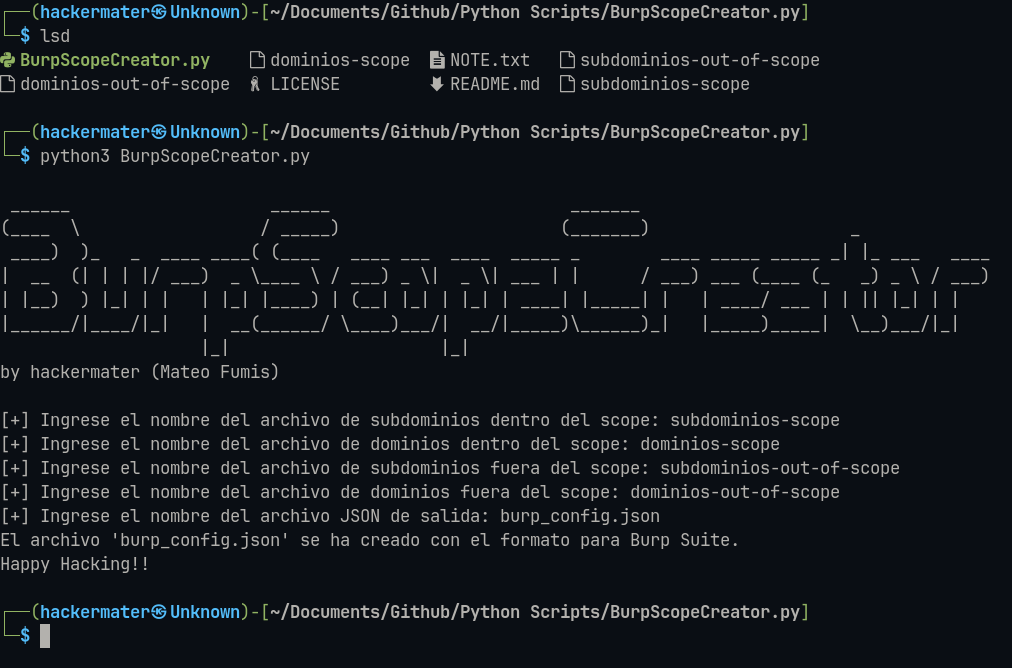 ┌──(hackermater㉿Unknown)-[~/Documents/Github/Python Scripts/BurpScopeCreator.py]
└─$ lsd
BurpScopeCreator.py dominios-scope NOTE.txt subdominios-out-of-scope
dominios-out-of-scope LICENSE README.md subdominios-scope
┌──(hackermater㉿Unknown)-[~/Documents/Github/Python Scripts/BurpScopeCreator.py]
└─$ python3 BurpScopeCreator.py
BurpScopeCreator
by hackermater (Mateo Fumis)
[+] Ingrese el nombre del archivo de subdominios dentro del scope: subdominios-scope
[+] Ingrese el nombre del archivo de dominios dentro del scope: dominios-scope
[+] Ingrese el nombre del archivo de subdominios fuera del scope: subdominios-out-of-scope
[+] Ingrese el nombre del archivo de dominios fuera del scope: dominios-out-of-scope
[+] Ingrese el nombre del archivo JSON de salida: burp_config.json
El archivo 'burp_config.json' se ha creado con el formato para Burp Suite.
Happy Hacking!!
┌──(hackermater㉿Unknown)-[~/Documents/Github/Python Scripts/BurpScopeCreator.py]
└─$